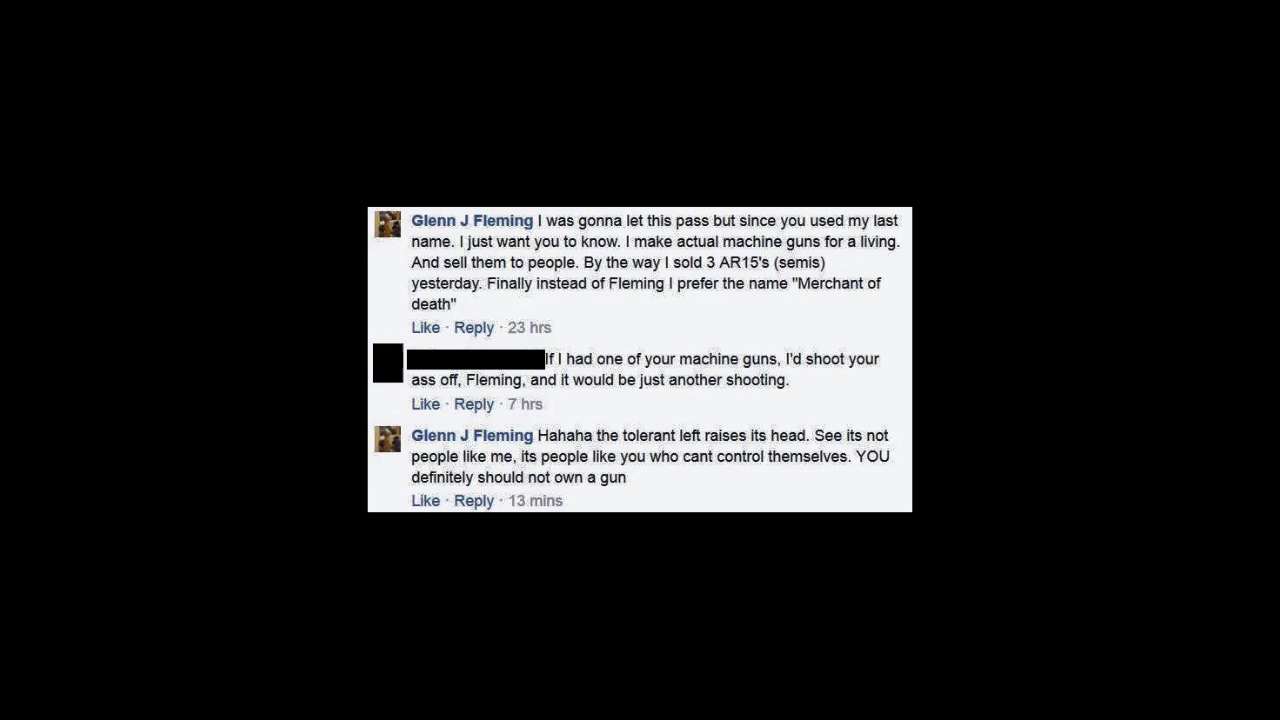 Glenn J Fleming I was gonna let this pass but since you used my last
name. I just want you to know. I make actual machine guns for a living.
And sell them to people. By the way I sold 3 AR15's (semis)
yesterday. Finally instead of Fleming I prefer the name "Merchant of
death"
Like · Reply · 23 hrs
If I had one of your machine guns, I'd shoot your
ass off, Fleming, and it would be just another shooting.
Like · Reply · 7 hrs
Glenn J Fleming Hahaha the tolerant left raises its head. See its not
people like me, its people like you who cant control themselves. YOU
definitely should not own a gun
Like · Reply · 13 mins